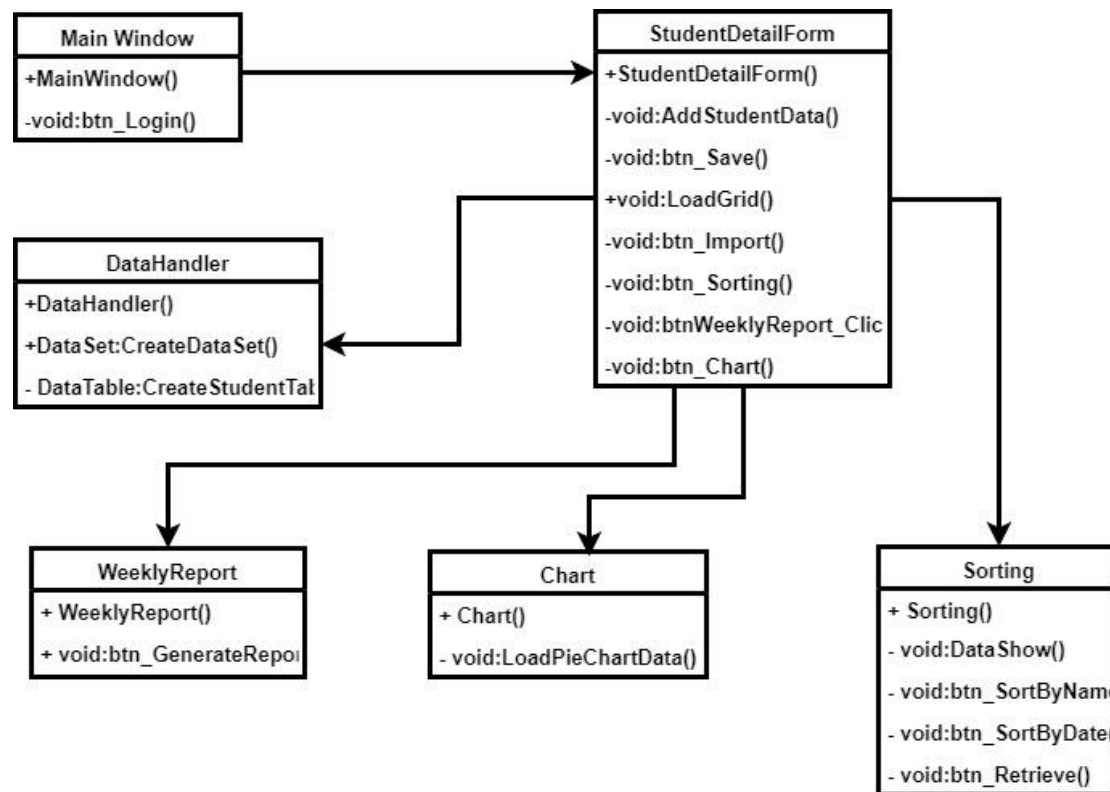 Main Window
+MainWindow()
-void:btn_Login()
StudentDetailForm
+StudentDetailForm()
-void:AddStudentData()
-void:btn_Save()
+void:LoadGrid()
-void:btn_Import()
-void:btn_Sorting()
-void:btnWeeklyReport_Clic
-void:btn_Chart()
DataHandler
+DataHandler()
+DataSet:CreateDataSet()
- DataTable:CreateStudentTab
WeeklyReport
+ WeeklyReport()
+ void:btn_GenerateRepor
Chart
+ Chart()
- void:LoadPieChartData()
Sorting
+ Sorting()
- void:DataShow()
- void:btn_SortByName
- void:btn_SortByDate(
- void:btn_Retrieve()